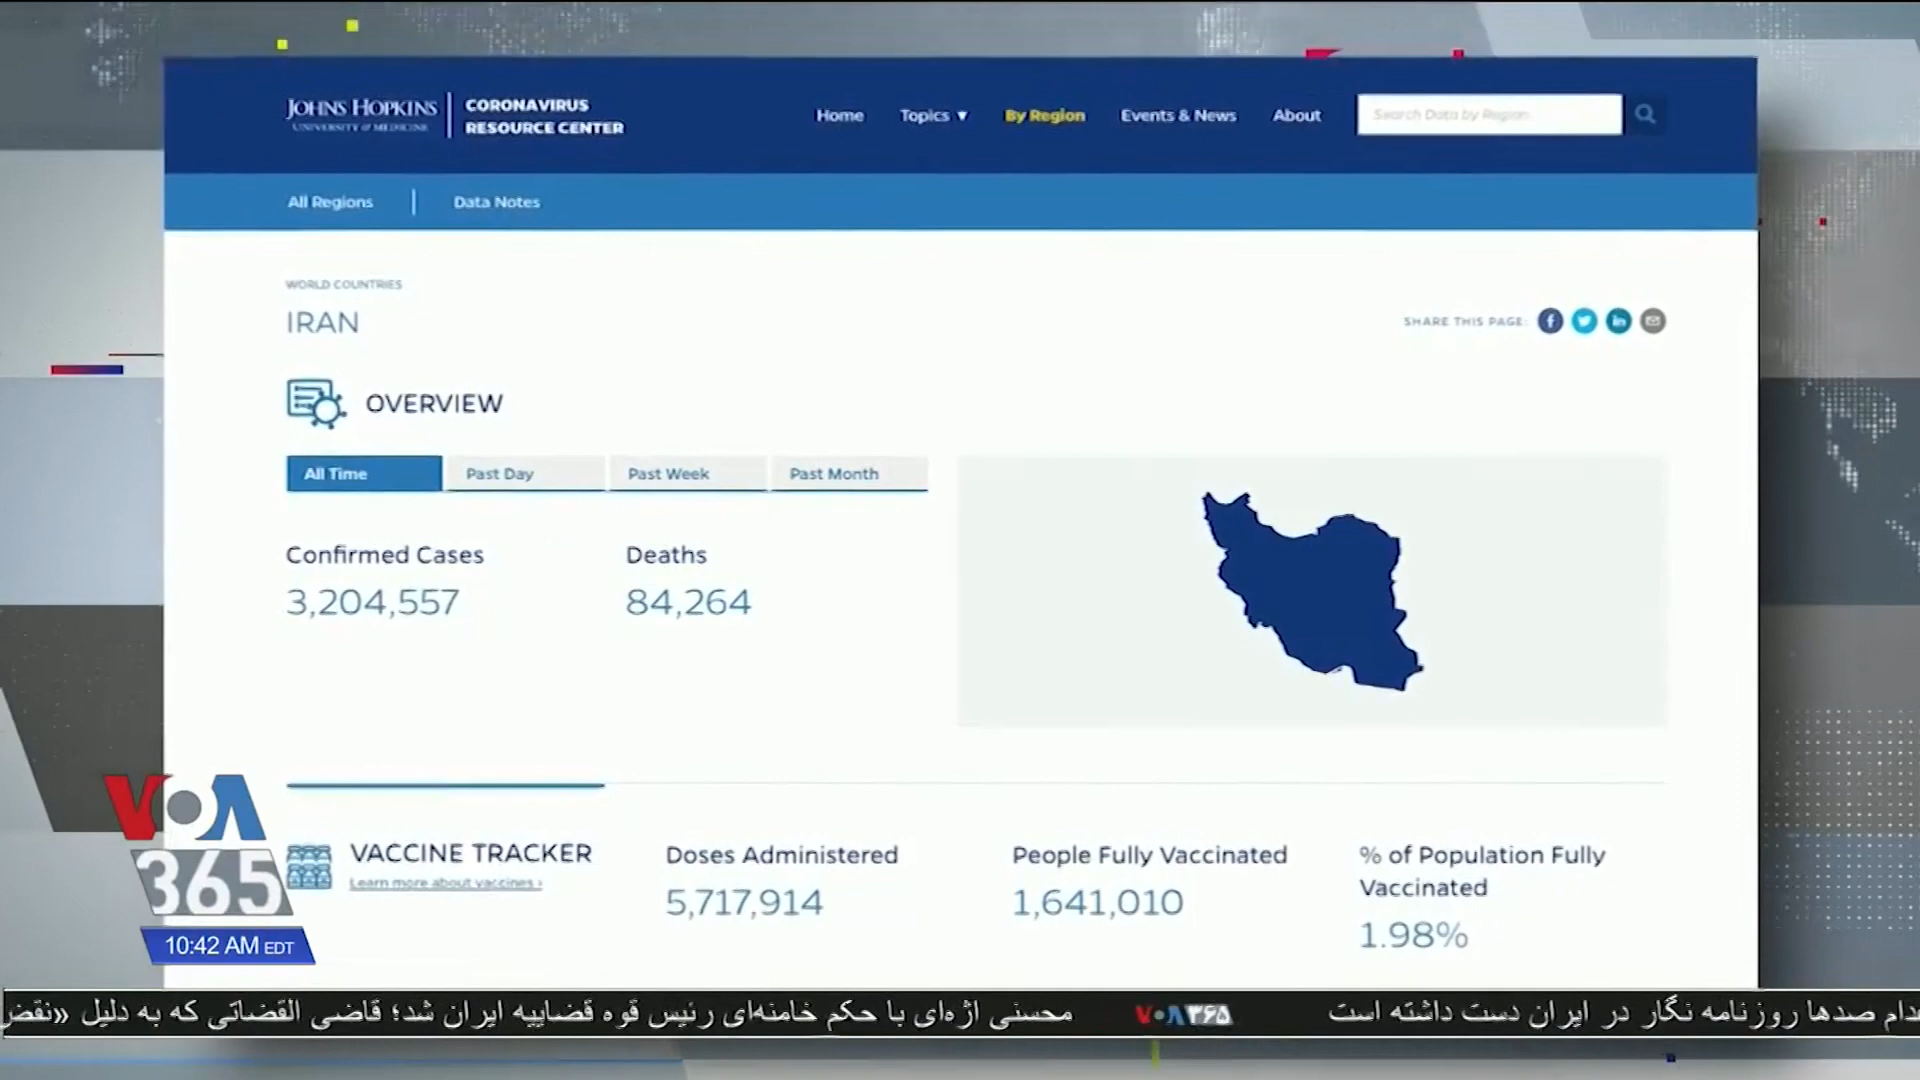 JOHNS HOPKINS
UNIVERSITY & MEDICINE
CORONAVIRUS
RESOURCE CENTER
Home
Topics ▼
By Region
Events & News
About
Search Data by Region
All Regions
Data Notes
WORLD COUNTRIES
IRAN
SHARE THIS PAGE:
OVERVIEW
All Time
Past Day
Past Week
Past Month
Confirmed Cases
3,204,557
Deaths
84,264
VACCINE TRACKER
Learn more about vaccines ›
Doses Administered
5,717,914
People Fully Vaccinated
1,641,010
% of Population Fully
Vaccinated
1.98%
VOA
365
10:42 AM EDT
صدها روزنامه نگار در ایران دست داشته است VOA۳۶۵ محسنی اژه‌ای با حکم خامنه‌ای رئیس قوه قضاییه ایران شد؛ قاضی القضاتی که به دلیل «نقض